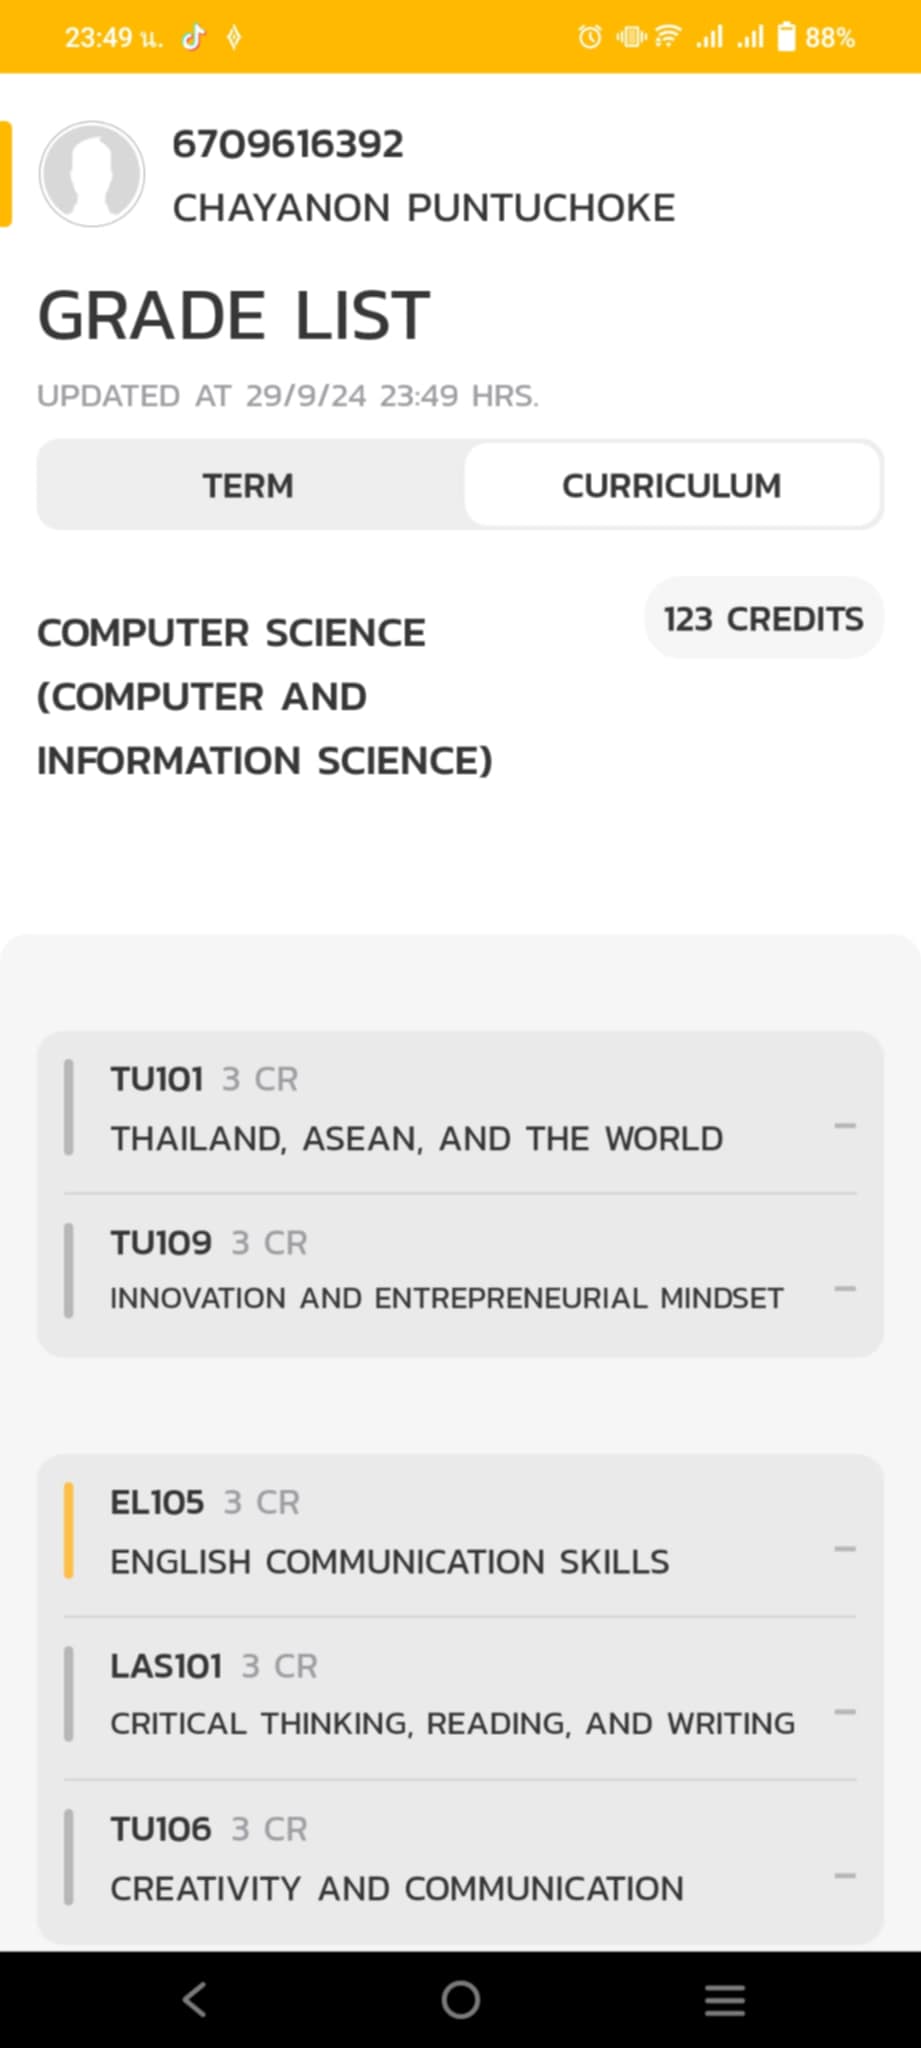 23:49 น. 88%
6709616392
CHAYANON PUNTUCHOKE
GRADE LIST
UPDATED AT 29/9/24 23:49 HRS.
TERM CURRICULUM
COMPUTER SCIENCE
(COMPUTER AND
INFORMATION SCIENCE)
123 CREDITS
TU101 3 CR
THAILAND, ASEAN, AND THE WORLD –
TU109 3 CR
INNOVATION AND ENTREPRENEURIAL MINDSET –
EL105 3 CR
ENGLISH COMMUNICATION SKILLS –
LAS101 3 CR
CRITICAL THINKING, READING, AND WRITING –
TU106 3 CR
CREATIVITY AND COMMUNICATION –